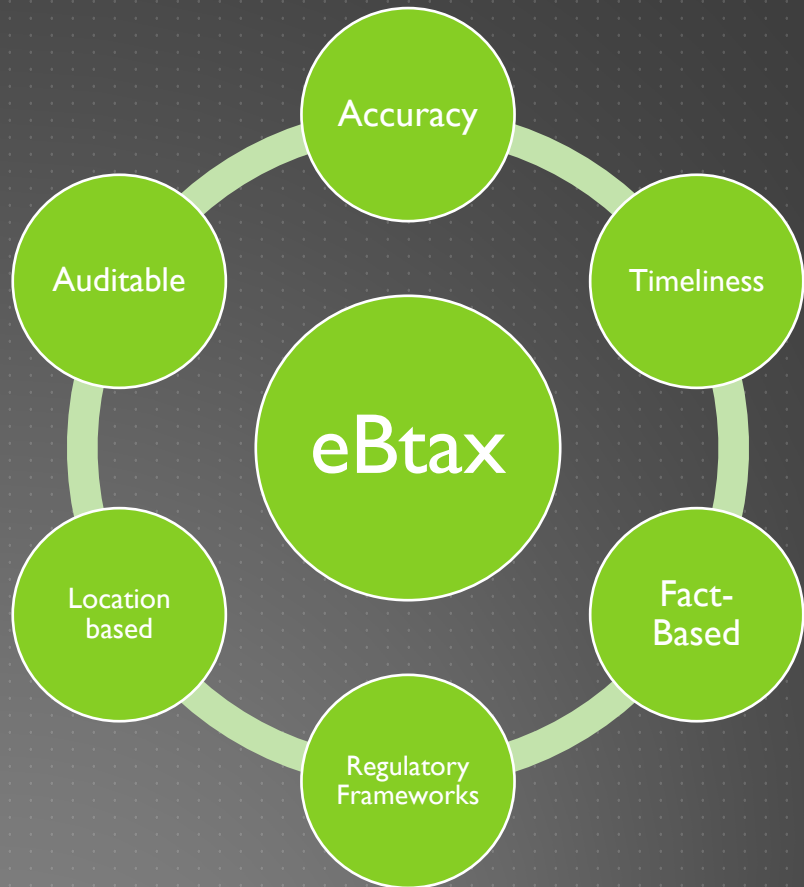 Accuracy
Timeliness
Fact-
Based
Regulatory
Frameworks
Location
based
Auditable
eBtax